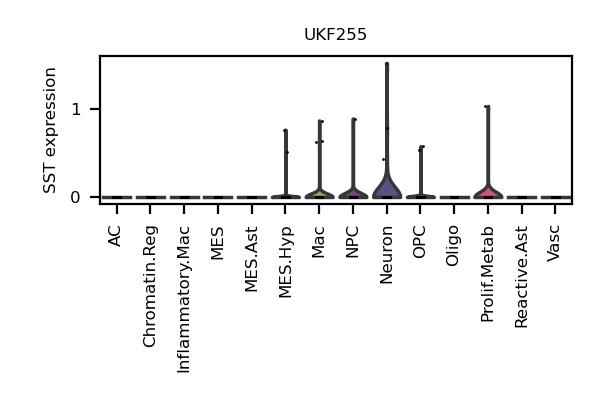 UKF255
SST expression
1
0
AC
Chromatin.Reg
Inflammatory.Mac
MES
MES.Ast
MES.Hyp
Mac
NPC
Neuron
OPC
Oligo
Prolif.Metab
Reactive.Ast
Vasc